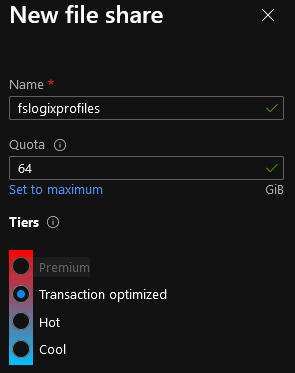 New file share
Name *
fslogixprofiles
Quota
64
Set to maximum GiB
Tiers
Premium
Transaction optimized
Hot
Cool